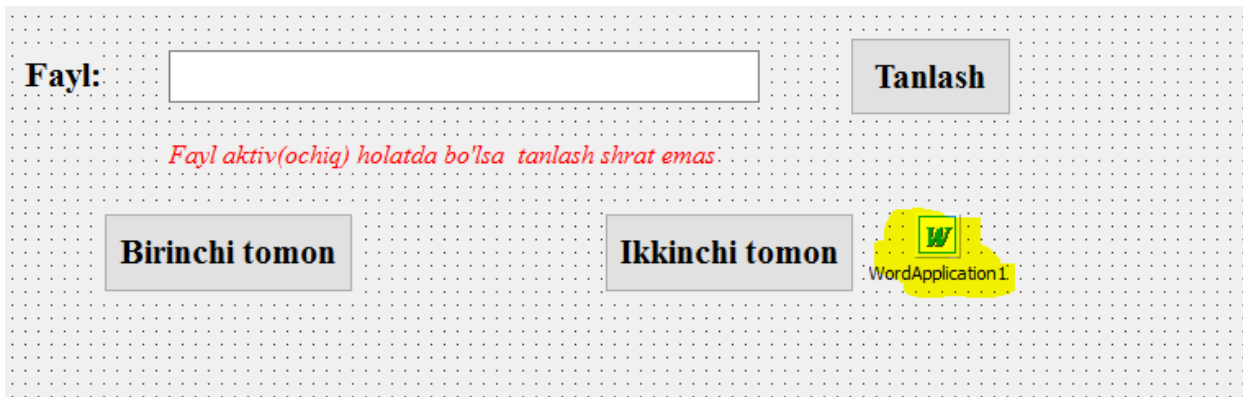 Fayl:
Tanlash
Fayl aktiv(ochiq) holatda bo'lsa tanlash shrat emas
Birinchi tomon
Ikkinchi tomon
W
WordApplication1